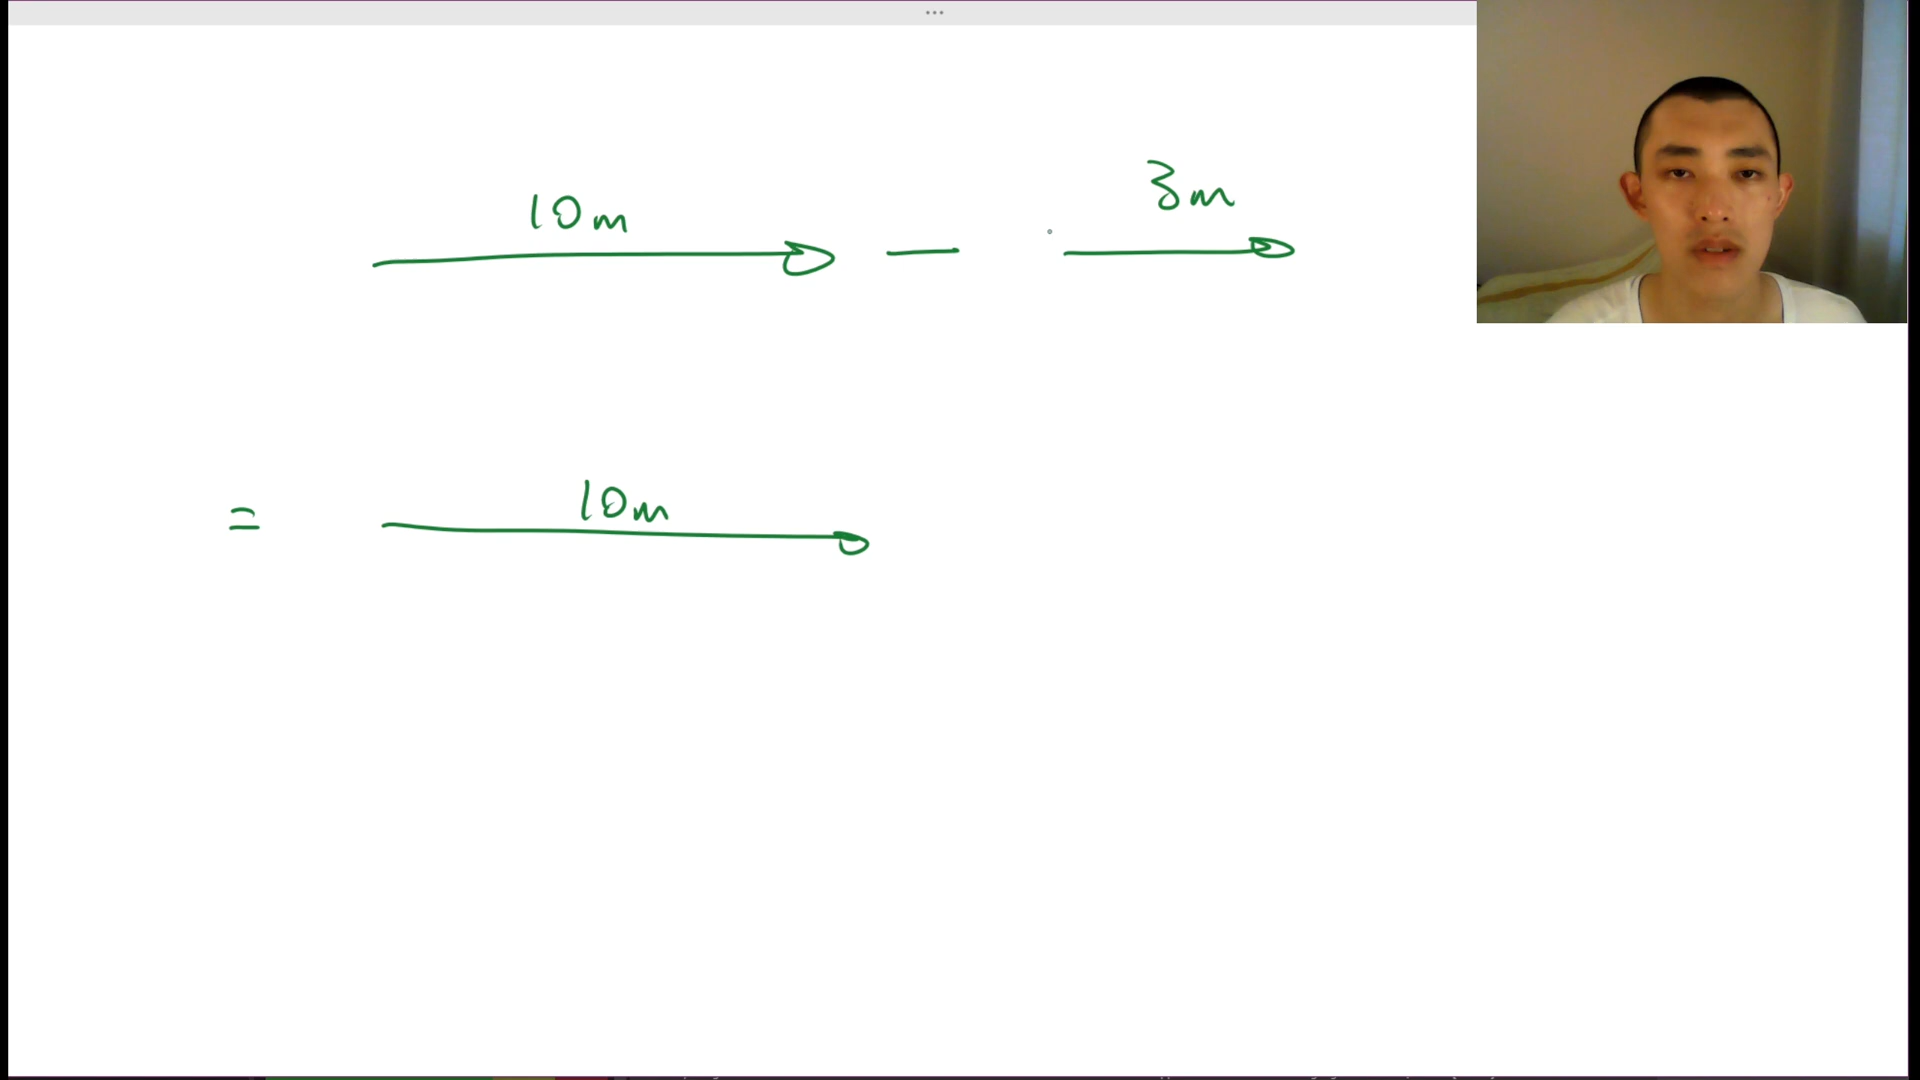 10m — 3m
= 10m